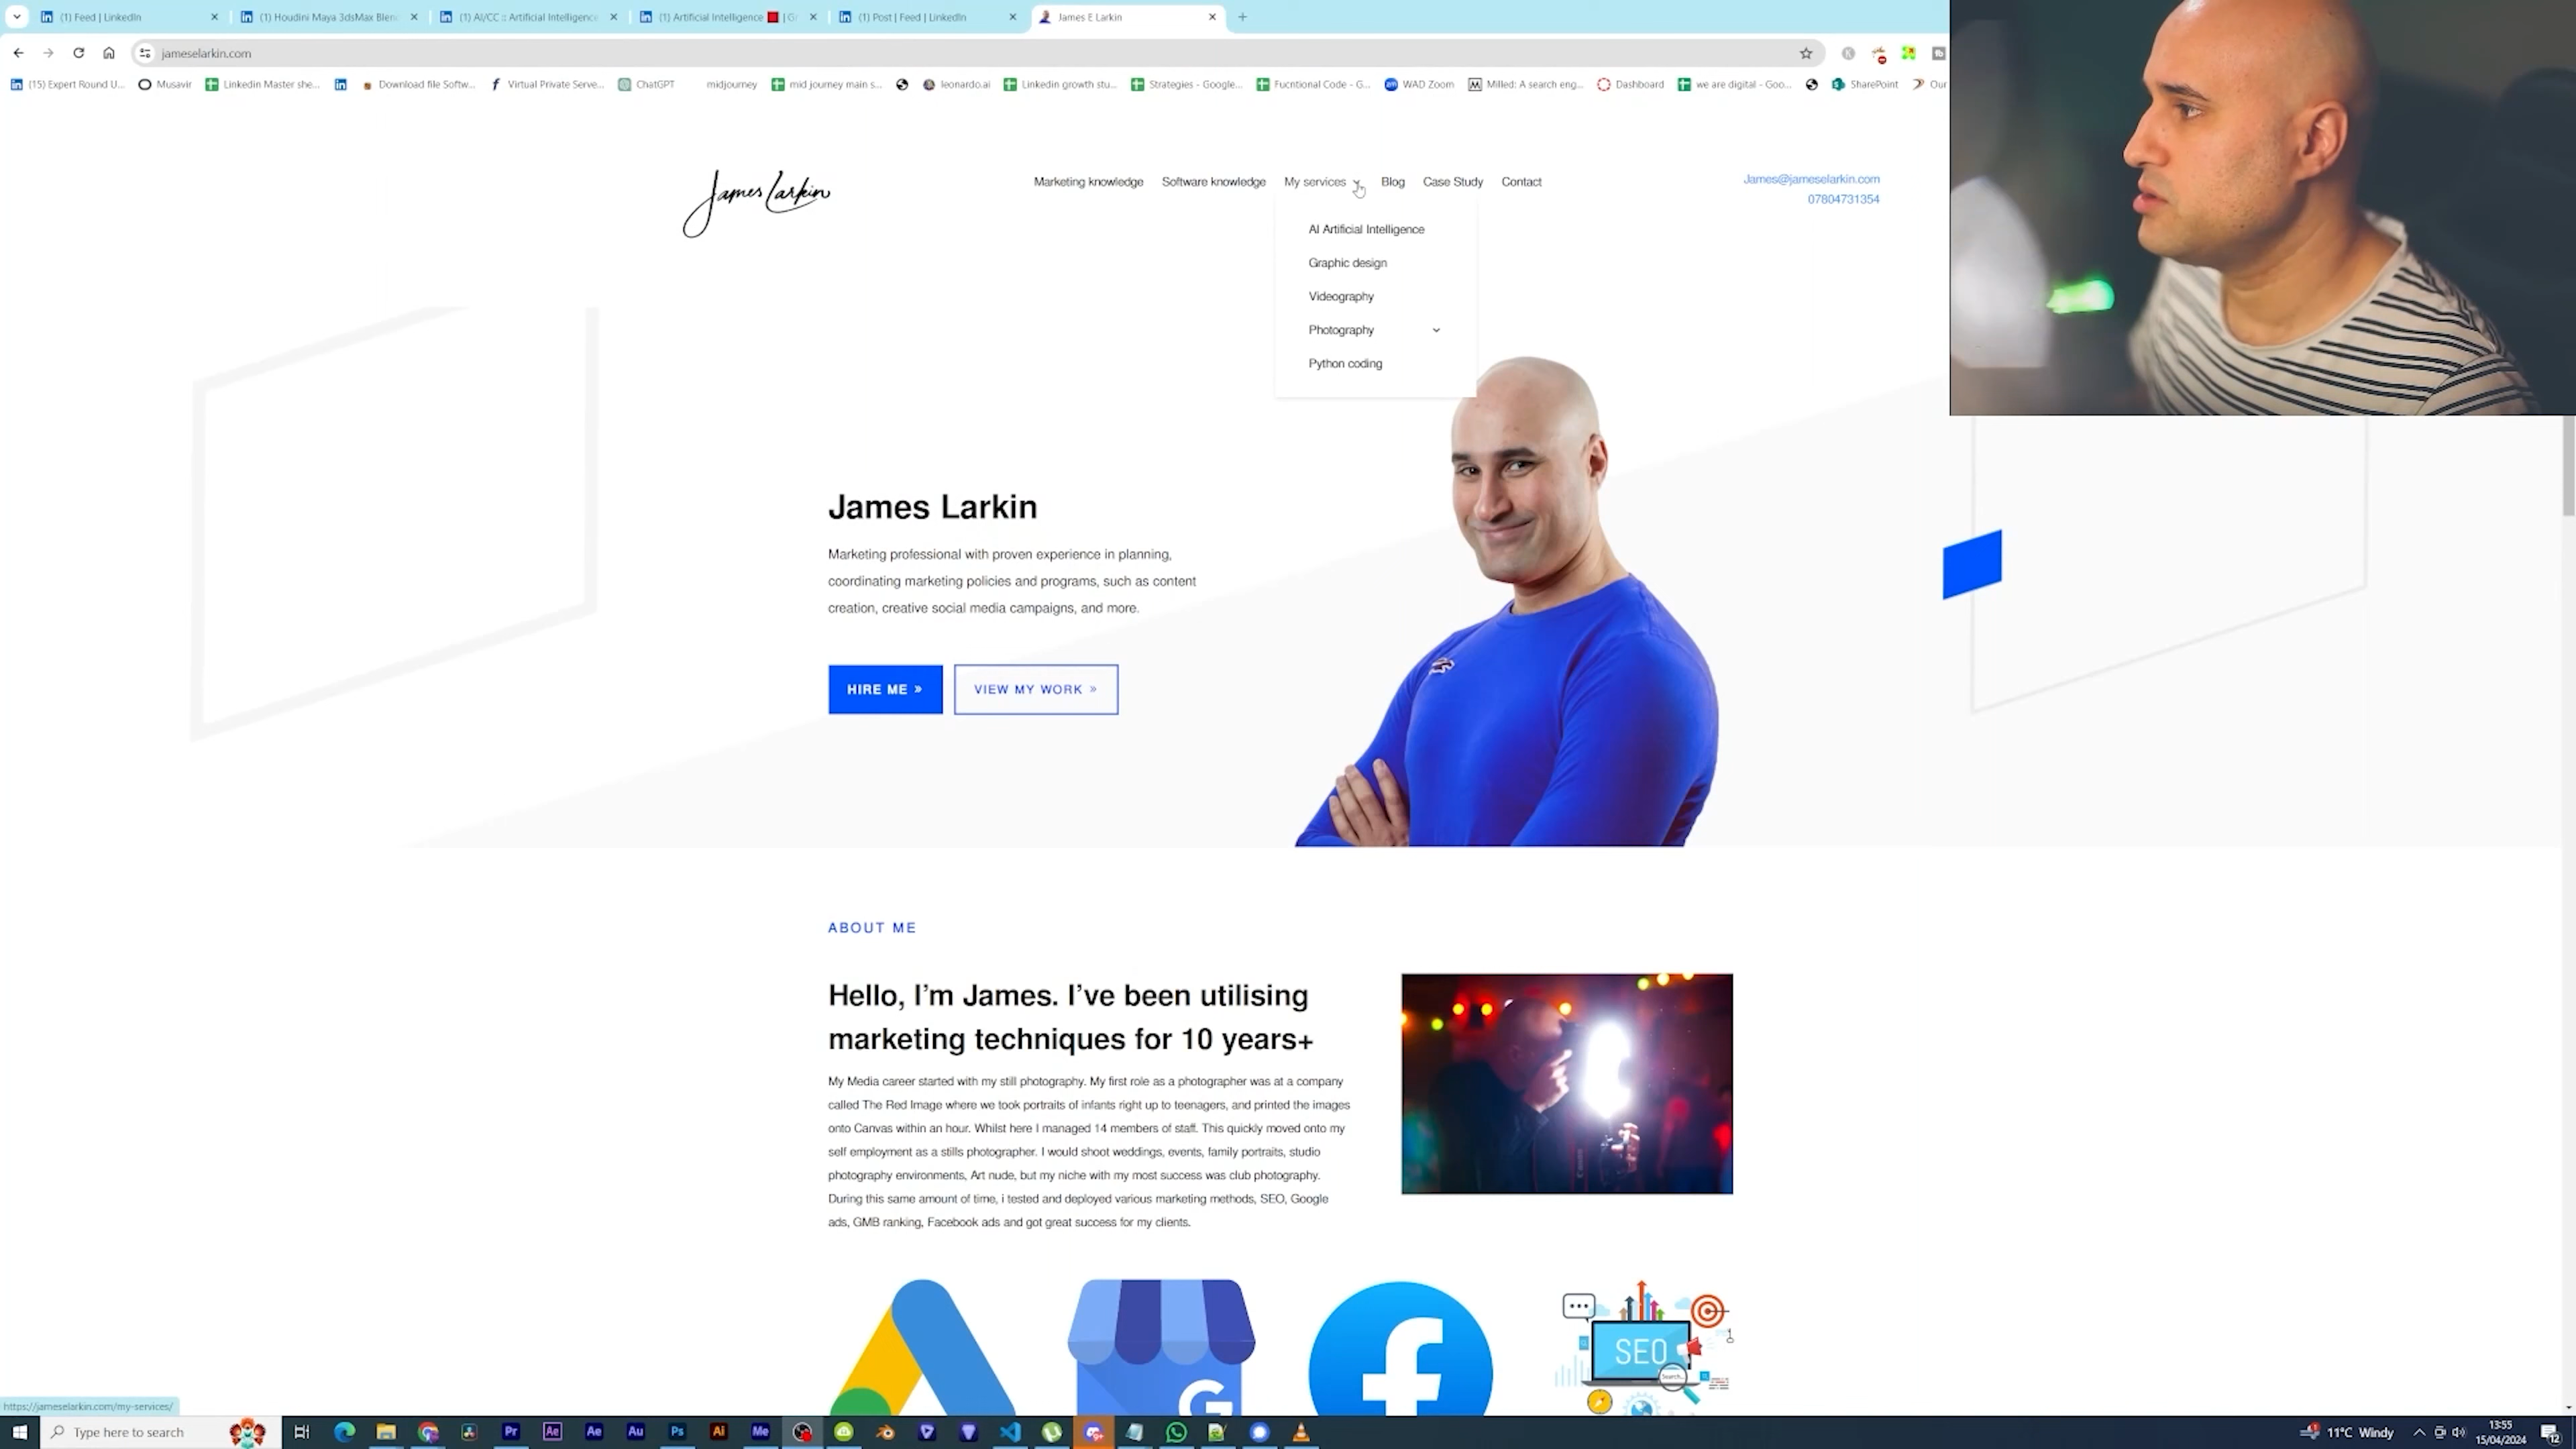 (1) Feed | LinkedIn
(1) Houdini Maya 3dsMax Blen
(1) AI/CC :: Artificial Intelligence
(1) Artificial Intelligence | G
(1) Post | Feed | LinkedIn
James E Larkin
jameselarkin.com
(15) Expert Round U...
Musavir
Linkedin Master she...
Download file Softw...
Virtual Private Serve...
ChatGPT
midjourney
mid journey main s...
leonardo.ai
Linkedin growth stu...
Strategies - Google...
Fucntional Code - G...
WAD Zoom
Milled: A search eng...
Dashboard
we are digital - Goo...
SharePoint
Our
James Larkin
Marketing knowledge
Software knowledge
My services
Blog
Case Study
Contact
James@jameselarkin.com
07804731354
AI Artificial Intelligence
Graphic design
Videography
Photography
Python coding
James Larkin
Marketing professional with proven experience in planning,
coordinating marketing policies and programs, such as content
creation, creative social media campaigns, and more.
HIRE ME »
VIEW MY WORK »
ABOUT ME
Hello, I'm James. I've been utilising
marketing techniques for 10 years+
My Media career started with my still photography. My first role as a photographer was at a company
called The Red Image where we took portraits of infants right up to teenagers, and printed the images
onto Canvas within an hour. Whilst here I managed 14 members of staff. This quickly moved onto my
self employment as a stills photographer. I would shoot weddings, events, family portraits, studio
photography environments, Art nude, but my niche with my most success was club photography.
During this same amount of time, i tested and deployed various marketing methods, SEO, Google
ads, GMB ranking, Facebook ads and got great success for my clients.
G
f
SEO
Search...
https://jameselarkin.com/my-services/
Type here to search
Pr
Ae
Ae
Au
Ps
Ai
Me
11°C Windy
13:55
15/04/2024
12